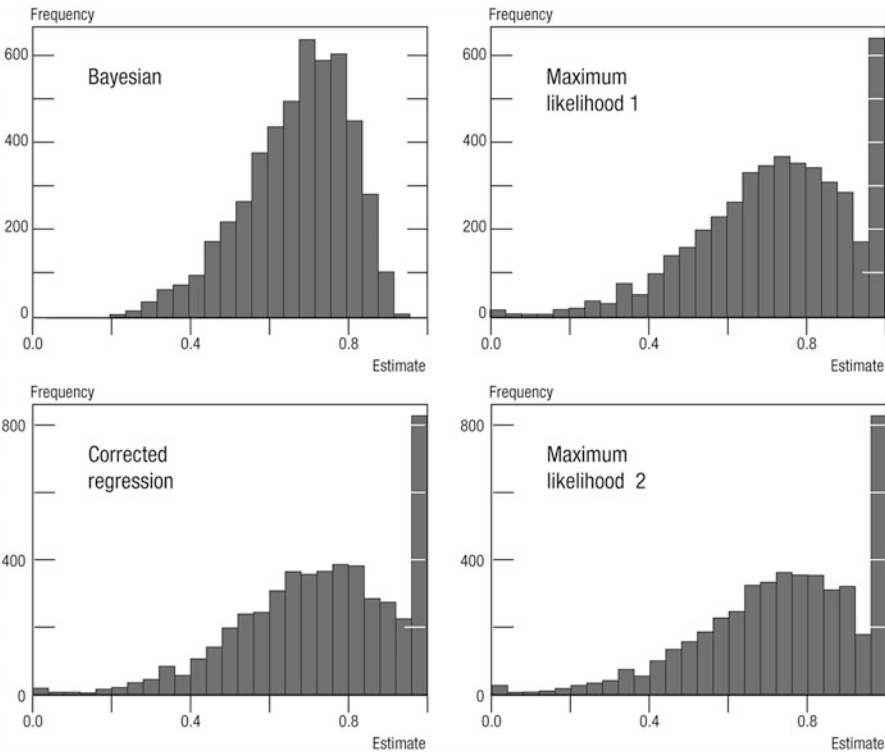 Frequency
600
400
200
0
Bayesian
0.0
0.4
0.8
Estimate
Frequency
600
400
200
0
Maximum
likelihood 1
0.0
0.4
0.8
Estimate
Frequency
800
400
0
Corrected
regression
0.0
0.4
0.8
Estimate
Frequency
800
400
0
Maximum
likelihood 2
0.0
0.4
0.8
Estimate